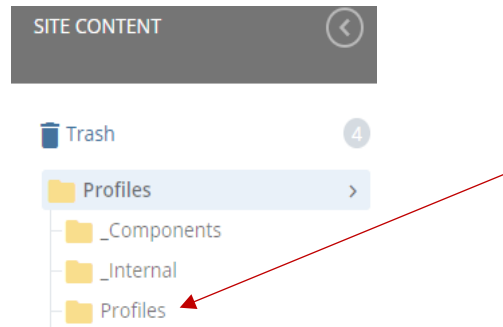 SITE CONTENT
Trash 4
Profiles
_Components
_Internal
Profiles